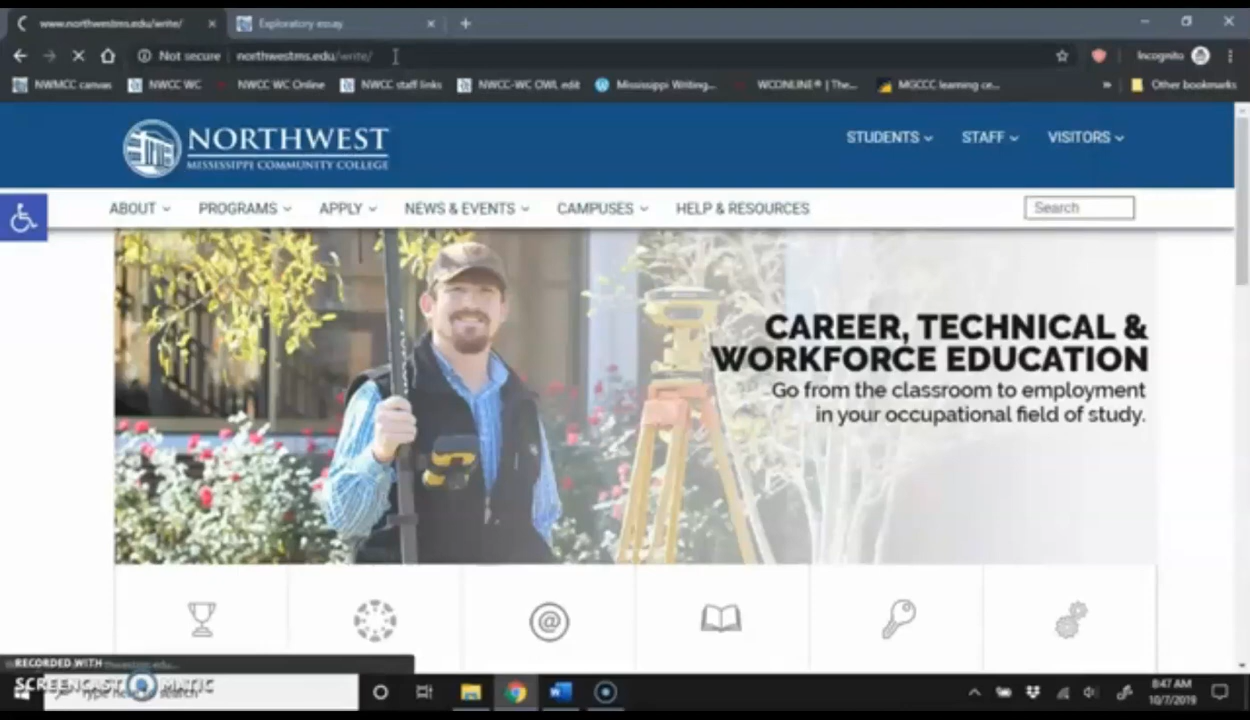 www.northwestms.edu/write/
Exploratory essay
Not secure
northwestms.edu/write/
Incognito
NWMCC canvas
NWCC WC
NWCC WC Online
NWCC staff links
NWCC-WC OWL edit
Mississippi Writing...
WCONLINE® | The...
MGCCC learning ce...
»
Other bookmarks
NORTHWEST
MISSISSIPPI COMMUNITY COLLEGE
STUDENTS
STAFF
VISITORS
ABOUT
PROGRAMS
APPLY
NEWS & EVENTS
CAMPUSES
HELP & RESOURCES
Search
CAREER, TECHNICAL &
WORKFORCE EDUCATION
Go from the classroom to employment
in your occupational field of study.
@
RECORDED WITH
SCREENCAST MATIC
Type here to search
8:47 AM
10/7/2019